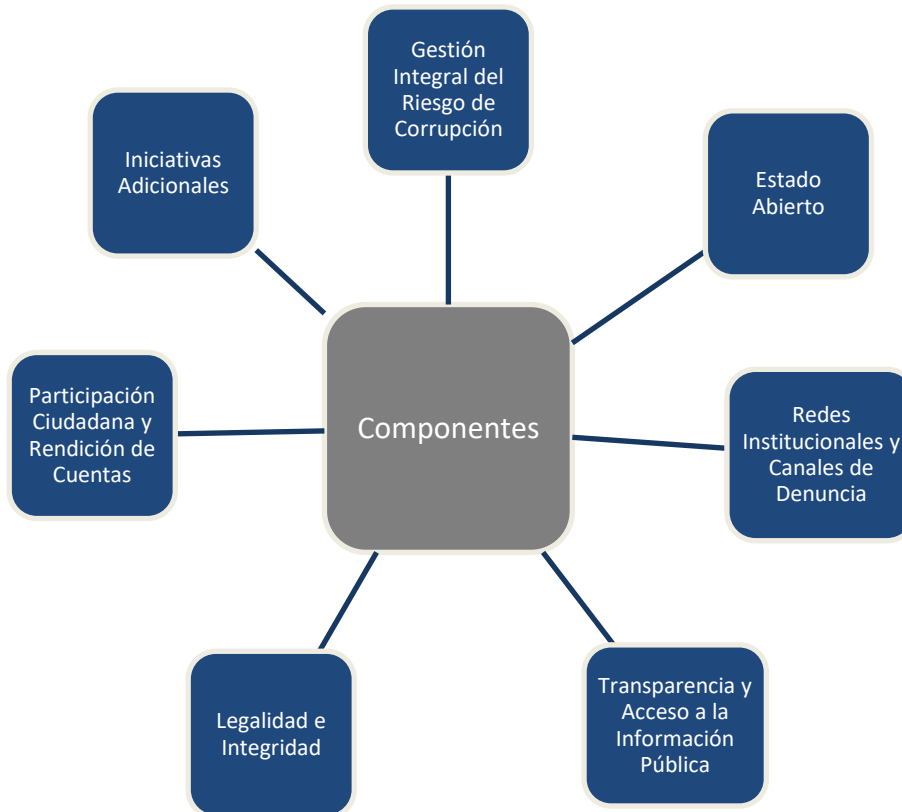 Gestión
Integral del
Riesgo de
Corrupción
Iniciativas
Adicionales
Estado
Abierto
Participación
Ciudadana y
Rendición de
Cuentas
Componentes
Redes
Institucionales y
Canales de
Denuncia
Legalidad e
Integridad
Transparencia y
Acceso a la
Información
Pública